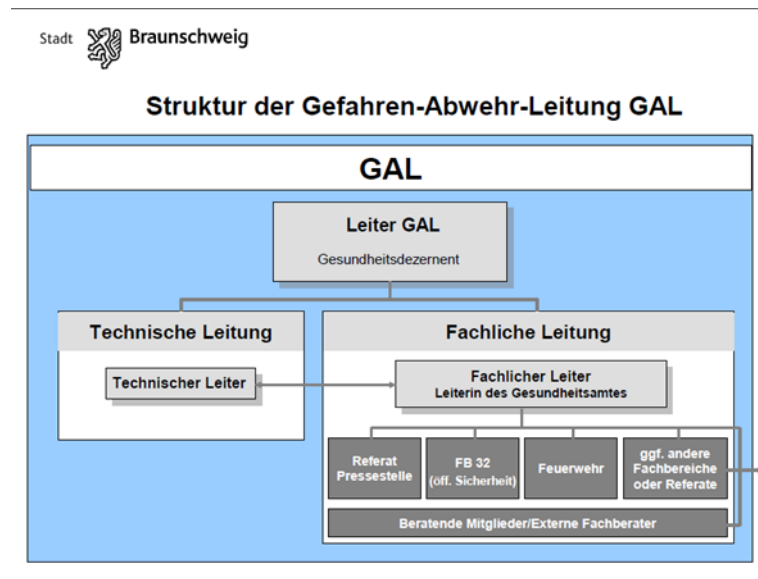 Stadt Braunschweig
Struktur der Gefahren-Abwehr-Leitung GAL
GAL
Leiter GAL
Gesundheitsdezernent
Technische Leitung
Fachliche Leitung
Technischer Leiter
Fachlicher Leiter
Leiterin des Gesundheitsamtes
Referat
Pressestelle
FB 32
(öff. Sicherheit)
Feuerwehr
ggf. andere
Fachbereiche
oder Referate
Beratende Mitglieder/Externe Fachberater